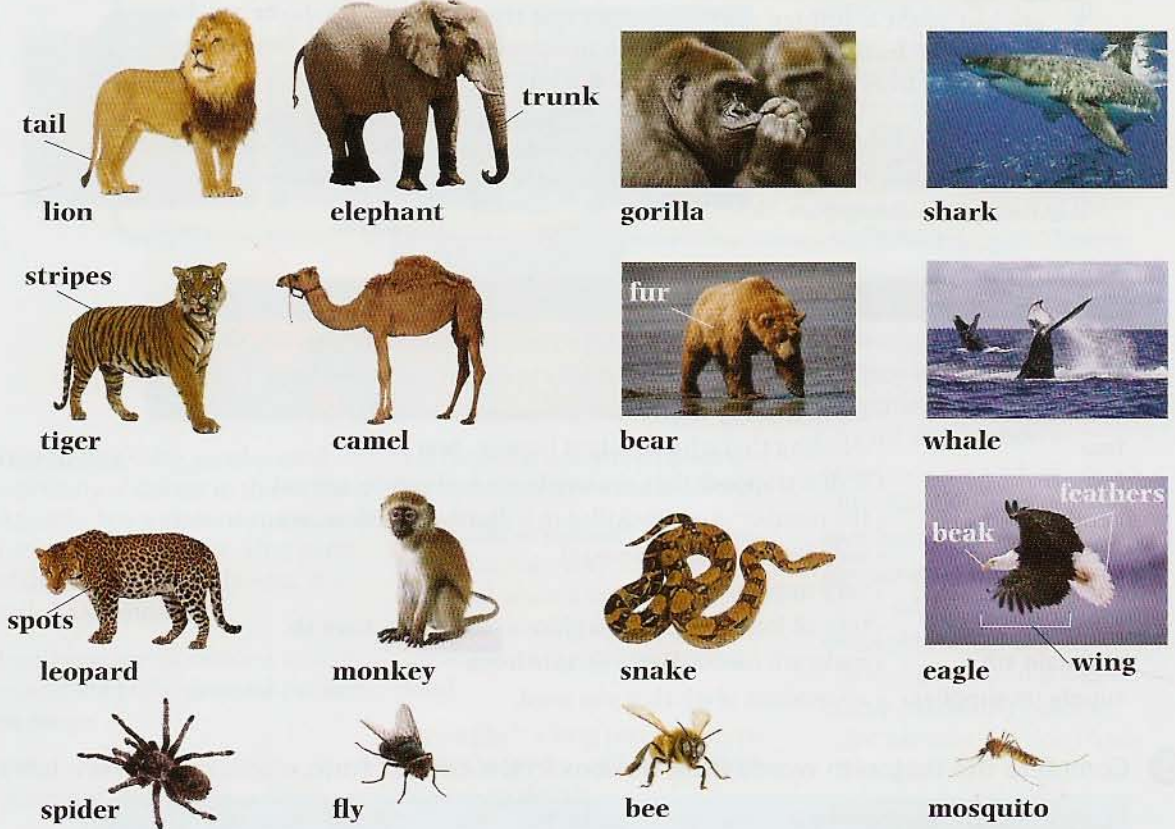 tail
trunk
lion
elephant
gorilla
shark
stripes
fur
tiger
camel
bear
whale
feathers
beak
spots
leopard
monkey
snake
eagle
wing
spider
fly
bee
mosquito